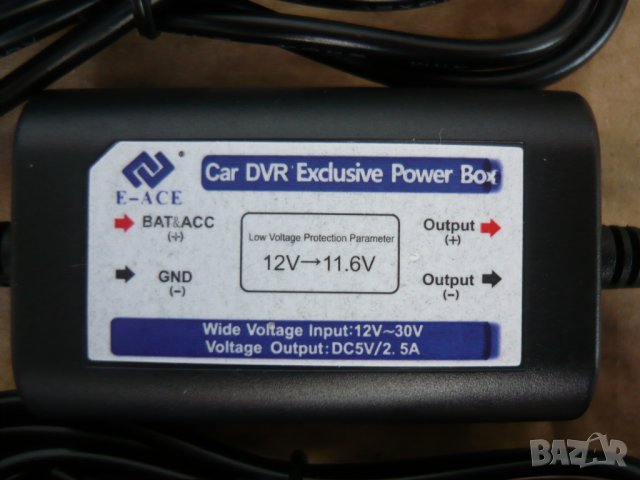 Car DVR Exclusive Power Box
E-ACE
BAT&ACC
(+)
Low Voltage Protection Parameter
12V→11.6V
Output
(+)
GND
(-)
Output
(-)
Wide Voltage Input:12V~30V
Voltage Output:DC5V/2.5A
BAZAR
bg